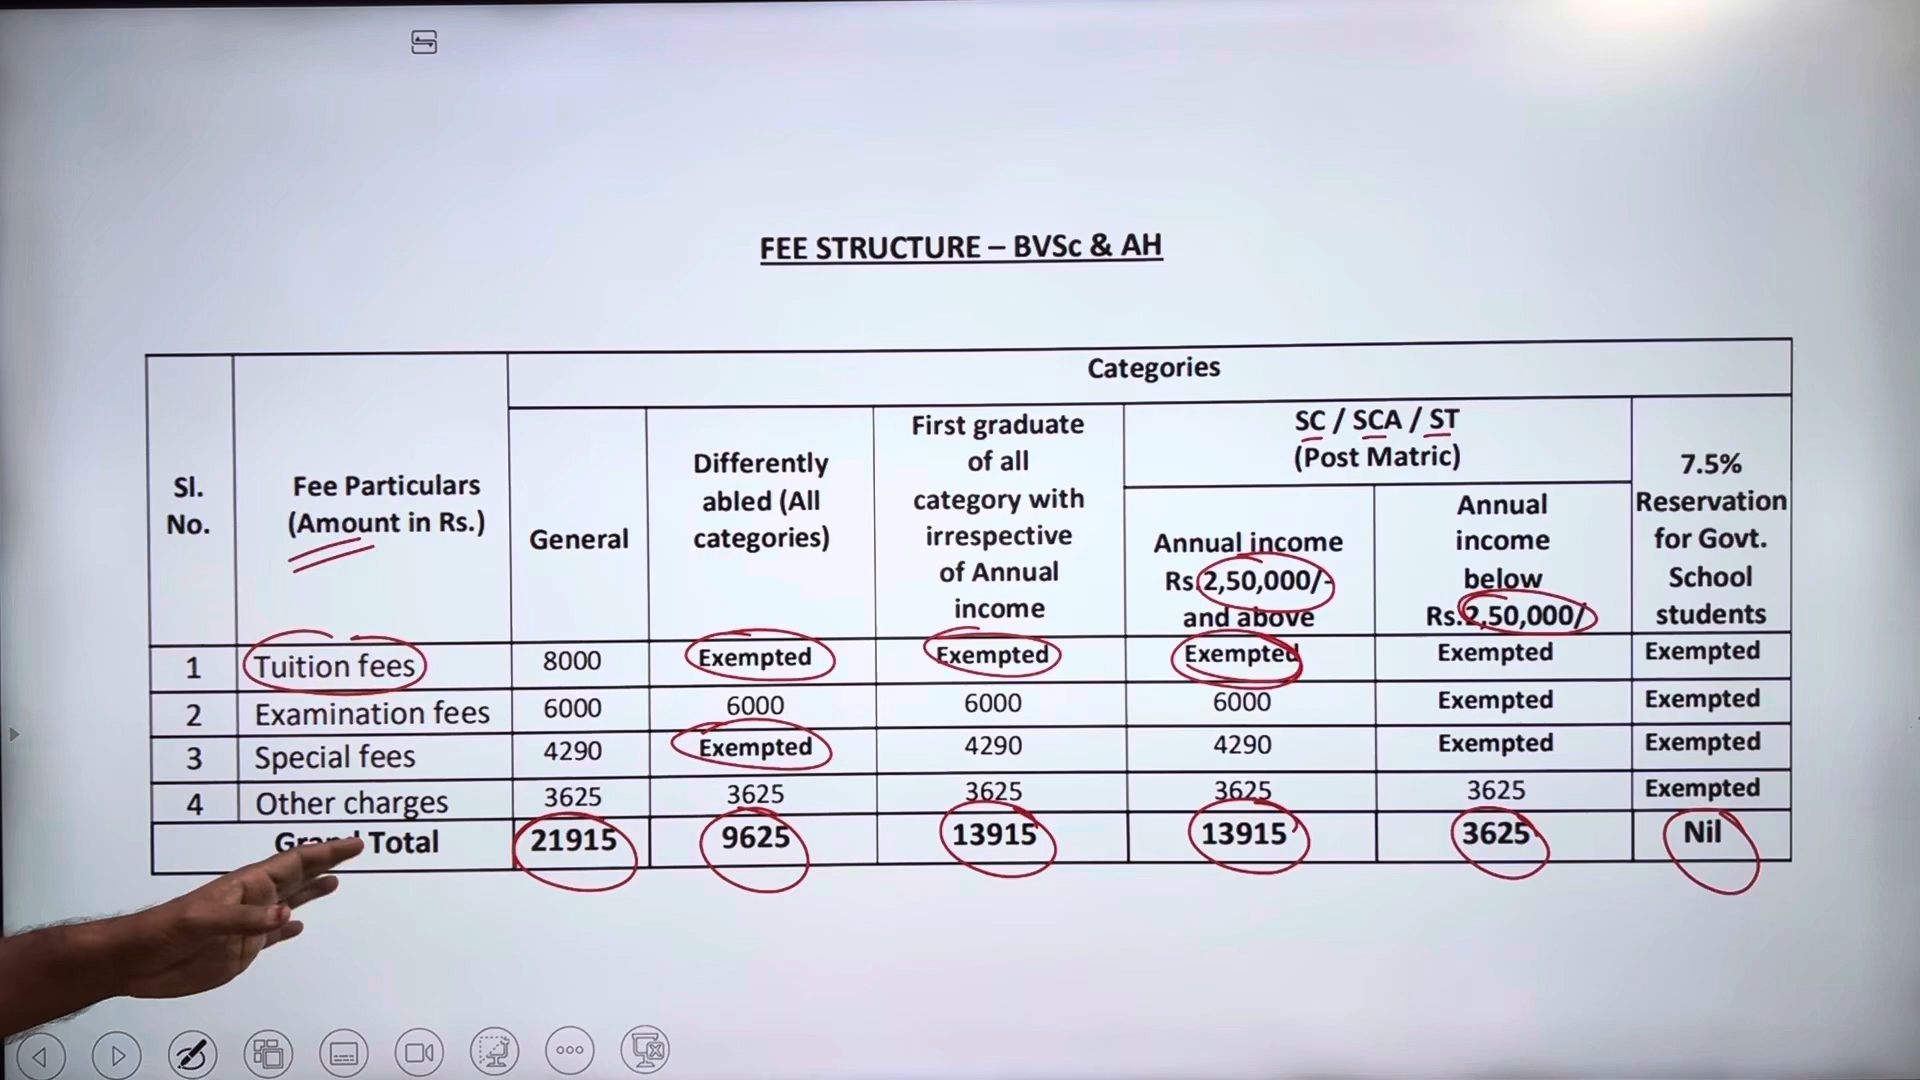 FEE STRUCTURE – BVSc & AH
Categories
Sl.
No.
Fee Particulars
(Amount in Rs.)
General
Differently
abled (All
categories)
First graduate
of all
category with
irrespective
of Annual
income
SC / SCA / ST
(Post Matric)
Annual income
Rs.2,50,000/-
and above
Annual
income
below
Rs.2,50,000/
7.5%
Reservation
for Govt.
School
students
1 Tuition fees 8000 Exempted Exempted Exempted Exempted Exempted
2 Examination fees 6000 6000 6000 6000 Exempted Exempted
3 Special fees 4290 Exempted 4290 4290 Exempted Exempted
4 Other charges 3625 3625 3625 3625 3625 Exempted
Grand Total 21915 9625 13915 13915 3625 Nil